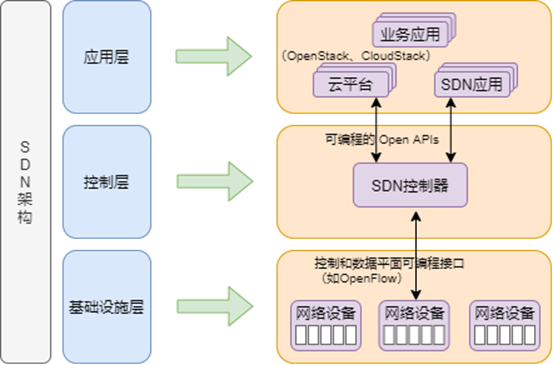 SDN架构
应用层
业务应用
（OpenStack、CloudStack）
云平台
SDN应用
控制层
可编程的 Open APIs
SDN控制器
基础设施层
控制和数据平面可编程接口
（如OpenFlow）
网络设备
网络设备
网络设备